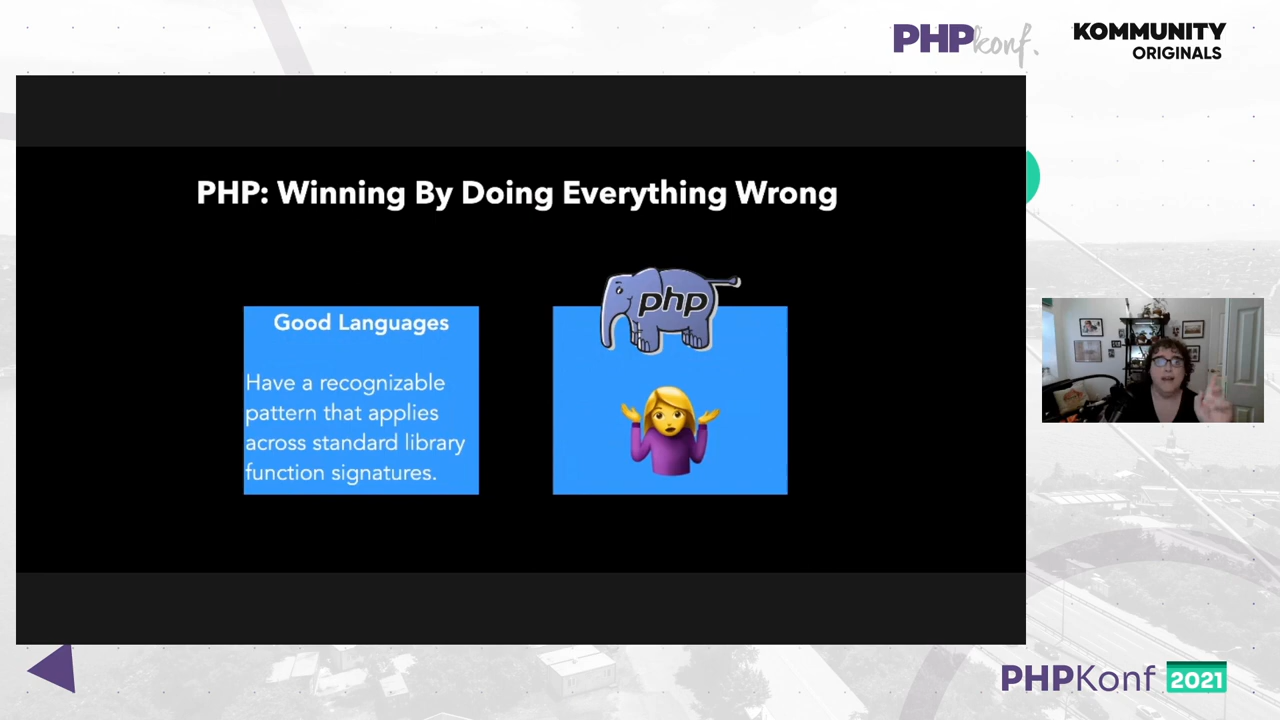 PHPkonf.
KOMMUNITY
ORIGINALS
PHP: Winning By Doing Everything Wrong
Good Languages
Have a recognizable
pattern that applies
across standard library
function signatures.
php
PHPKonf 2021